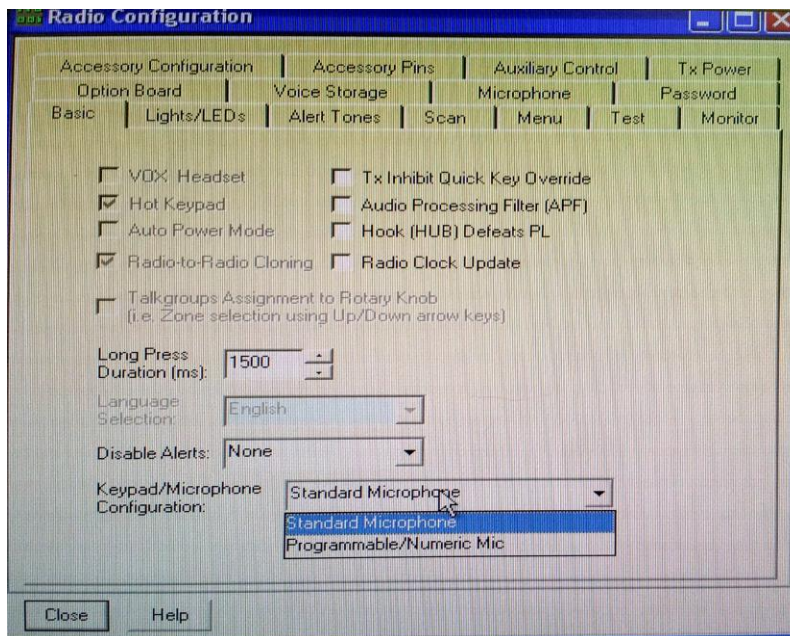 Radio Configuration
Accessory Configuration Accessory Pins Auxiliary Control Tx Power
Option Board Voice Storage Microphone Password
Basic Lights/LEDs Alert Tones Scan Menu Test Monitor
VOX Headset Tx Inhibit Quick Key Override
Hot Keypad Audio Processing Filter (APF)
Auto Power Mode Hook (HUB) Defeats PL
Radio-to-Radio Cloning Radio Clock Update
Talkgroups Assignment to Rotary Knob
(i.e. Zone selection using Up/Down arrow keys)
Long Press
Duration (ms): 1500
Language
Selection: English
Disable Alerts: None
Keypad/Microphone
Configuration: Standard Microphone
Standard Microphone
Programmable/Numeric Mic
Close Help